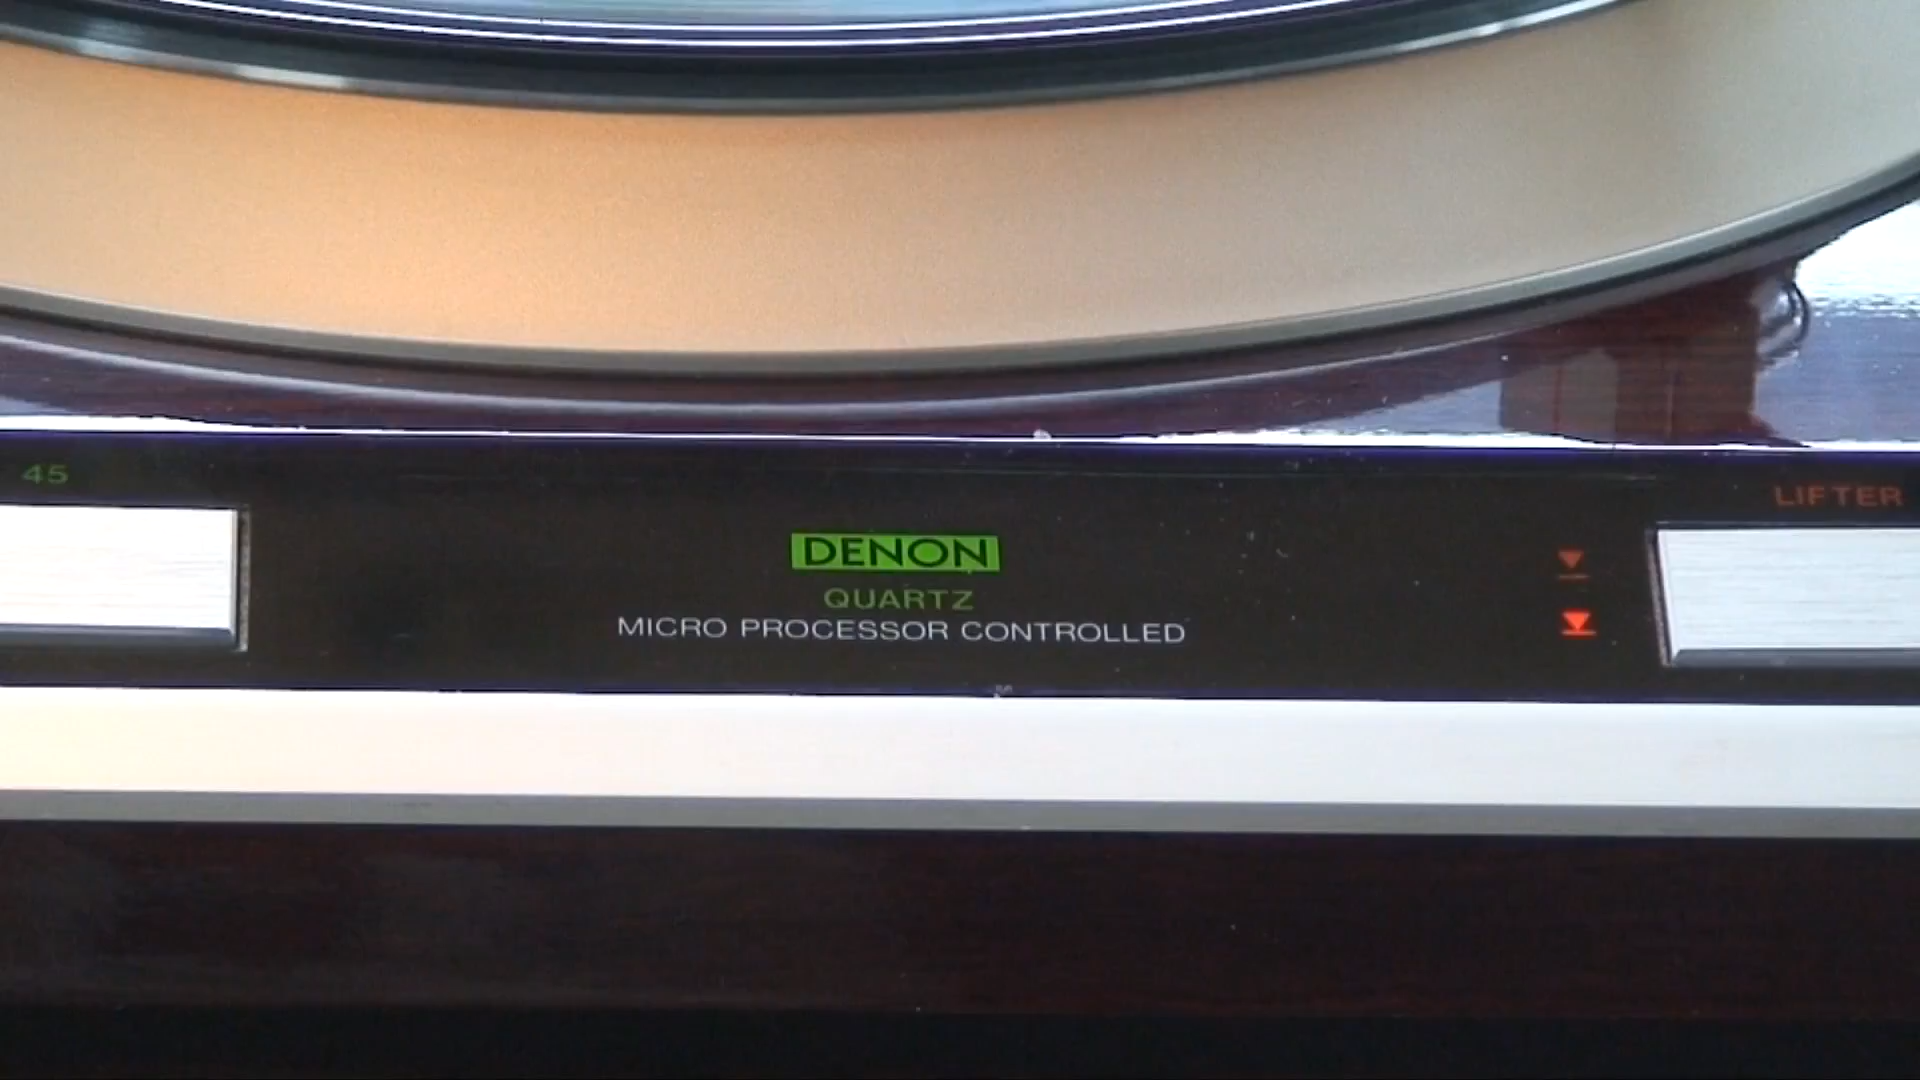 45
LIFTER
DENON
QUARTZ
MICRO PROCESSOR CONTROLLED